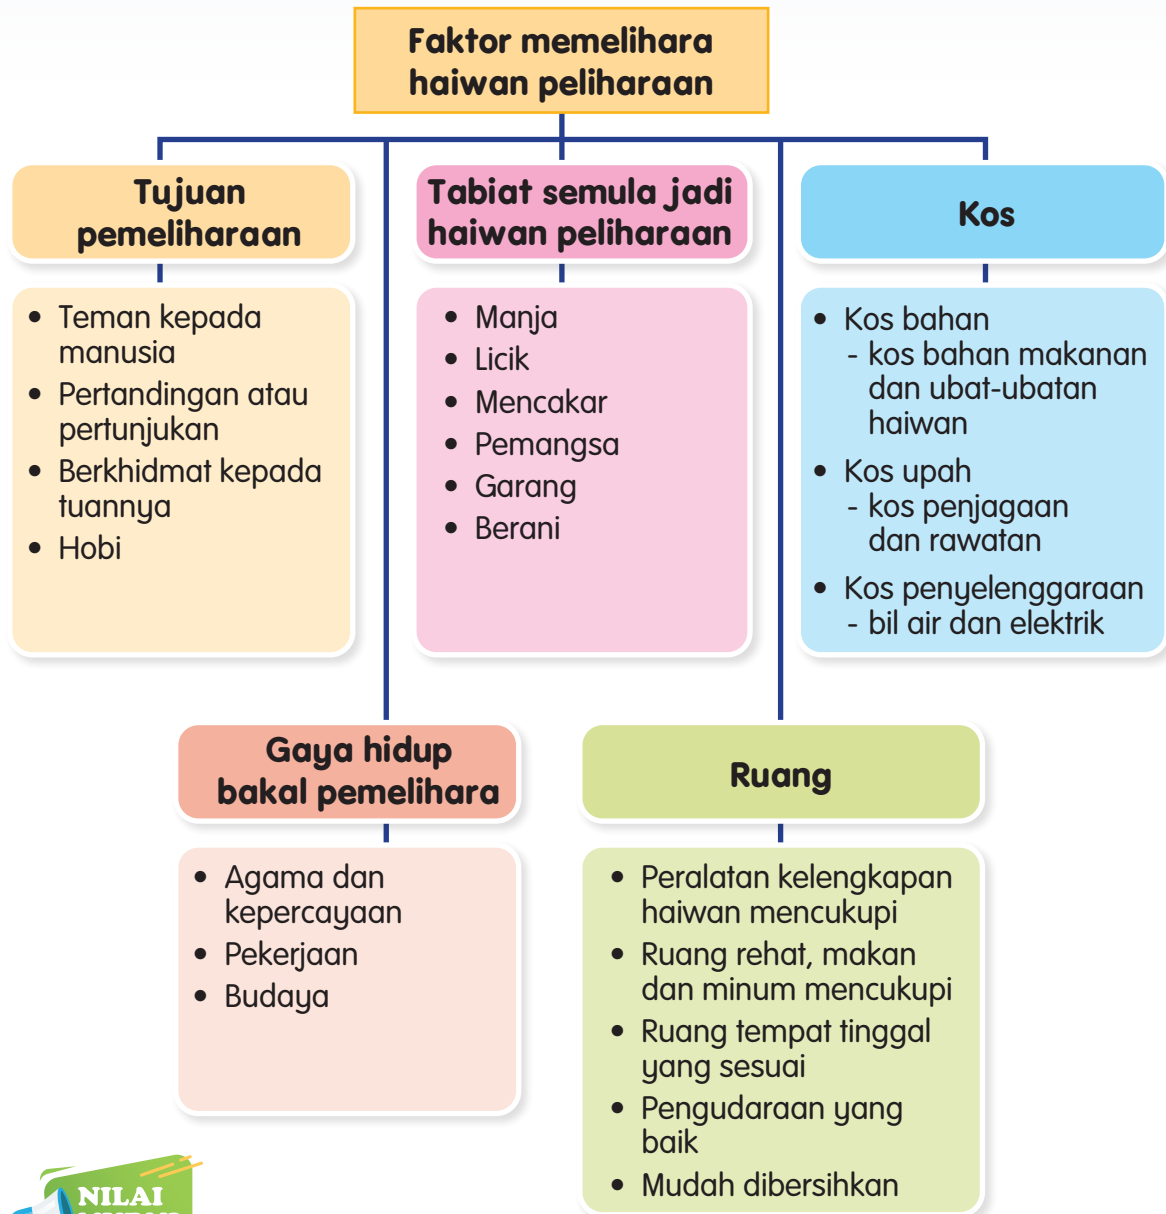 Faktor memelihara
haiwan peliharaan
Tujuan
pemeliharaan
• Teman kepada
manusia
• Pertandingan atau
pertunjukan
• Berkhidmat kepada
tuannya
• Hobi
Tabiat semula jadi
haiwan peliharaan
• Manja
• Licik
• Mencakar
• Pemangsa
• Garang
• Berani
Kos
• Kos bahan
- kos bahan makanan
dan ubat-ubatan
haiwan
• Kos upah
- kos penjagaan
dan rawatan
• Kos penyelenggaraan
- bil air dan elektrik
Gaya hidup
bakal pemelihara
• Agama dan
kepercayaan
• Pekerjaan
• Budaya
Ruang
• Peralatan kelengkapan
haiwan mencukupi
• Ruang rehat, makan
dan minum mencukupi
• Ruang tempat tinggal
yang sesuai
• Pengudaraan yang
baik
• Mudah dibersihkan
NILAI